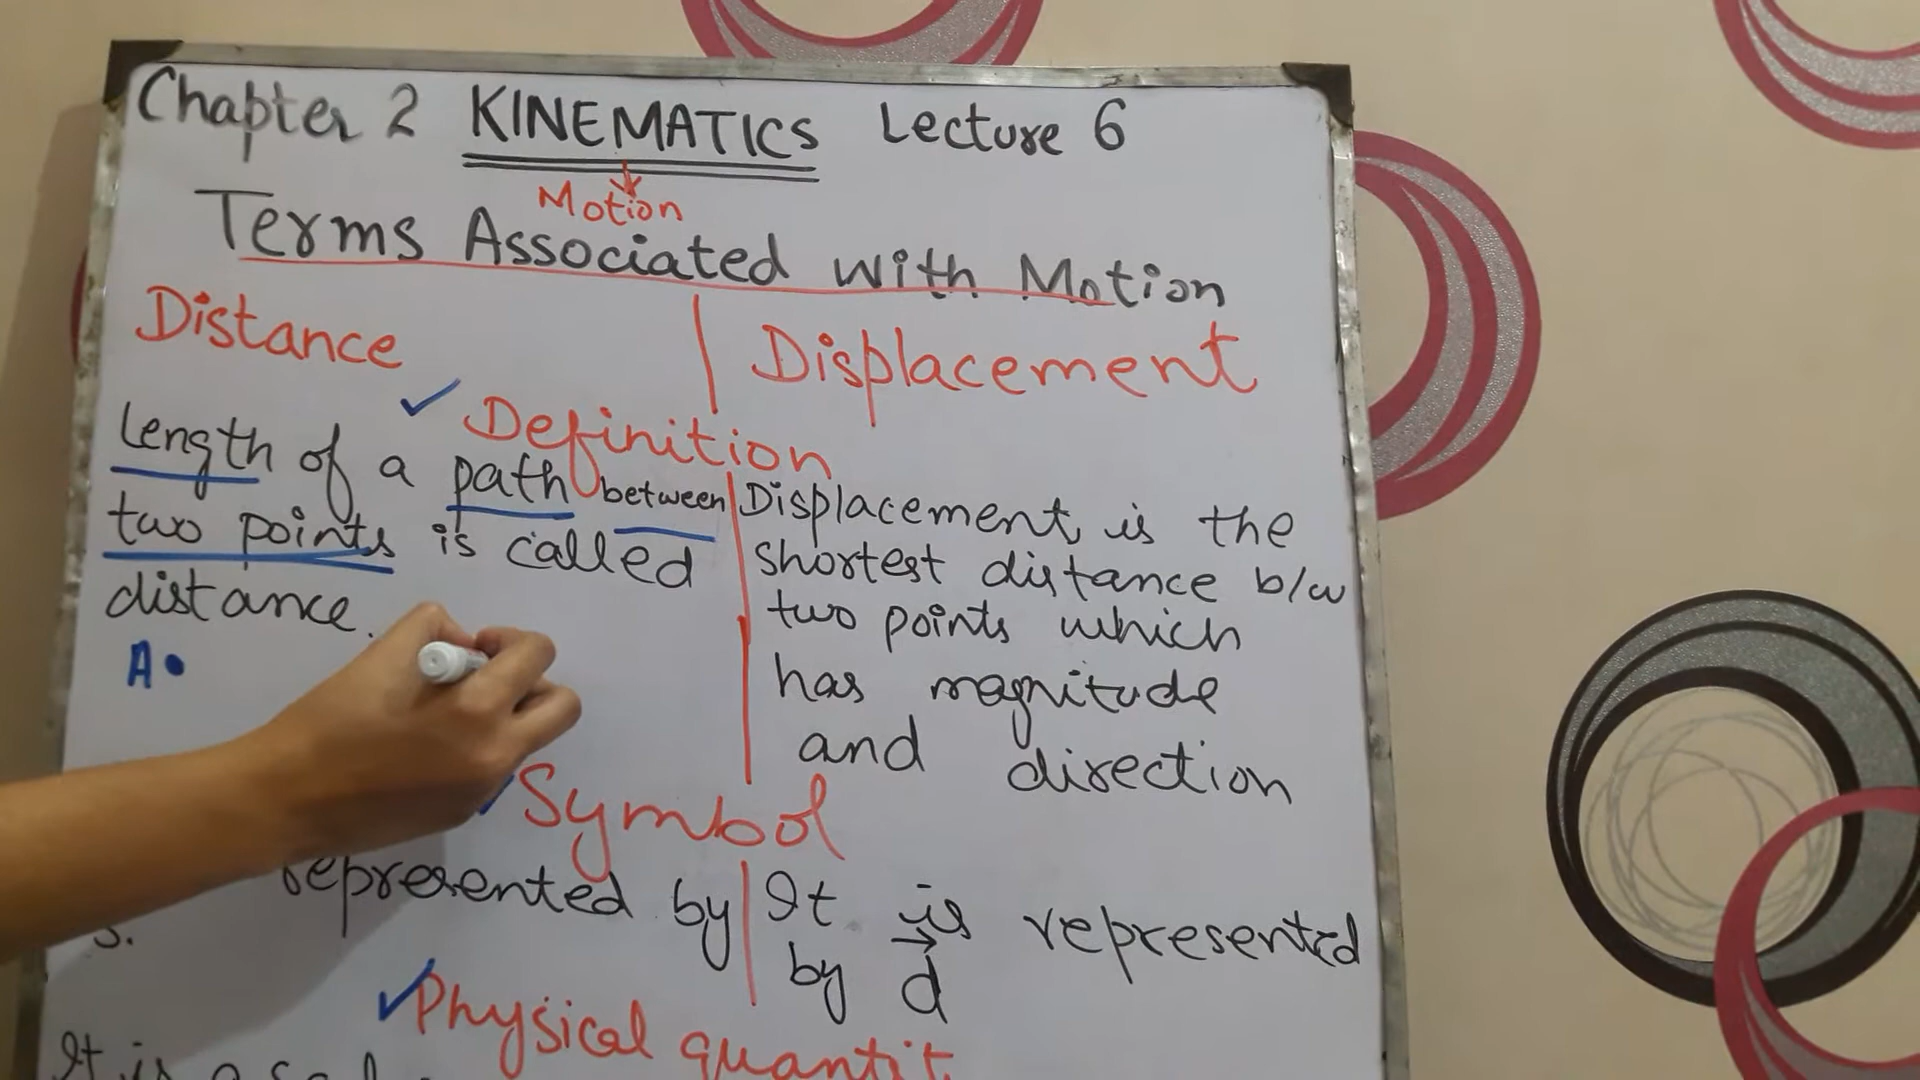 Chapter 2 KINEMATICS Lecture 6
Motion
Terms Associated with Motion
Distance
Displacement
Definition
Length of a path between
two points is called
distance.
A
Displacement is the
shortest distance b/w
two points which
has magnitude
and direction
Symbol
represented by
S.
It is represented
by d
Physical quantit
It is a